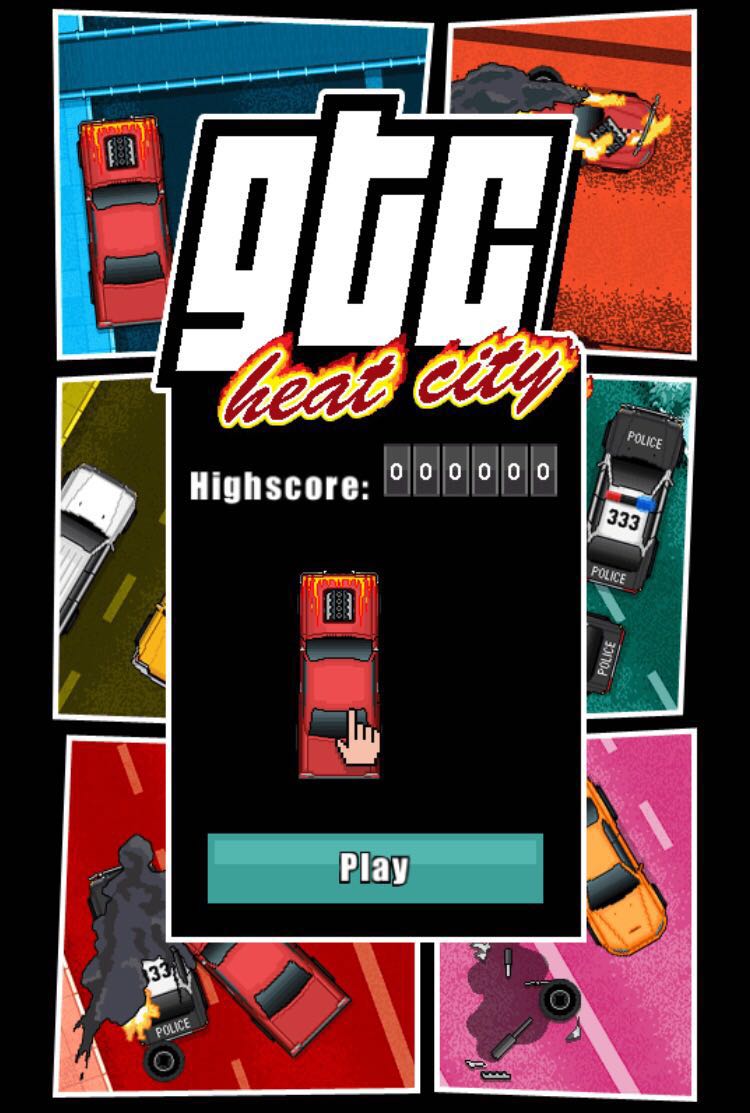 gtc
heat city
Highscore: 000000
Play
POLICE
333
POLICE
POLICE
33
POLICE